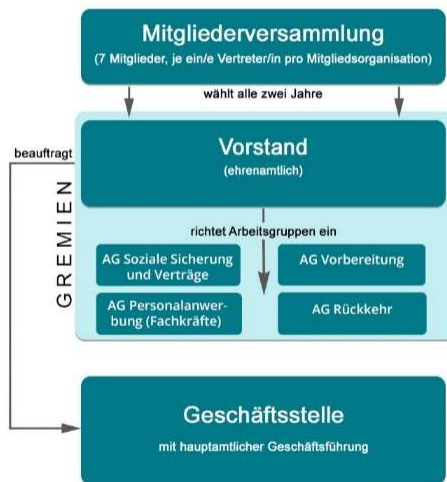 Mitgliederversammlung
(7 Mitglieder, je ein/e Vertreter/in pro Mitgliedsorganisation)
wählt alle zwei Jahre
beauftragt
Vorstand
(ehrenamtlich)
GREMIEN
richtet Arbeitsgruppen ein
AG Soziale Sicherung
und Verträge
AG Vorbereitung
AG Personalanwer-
bung (Fachkräfte)
AG Rückkehr
Geschäftsstelle
mit hauptamtlicher Geschäftsführung